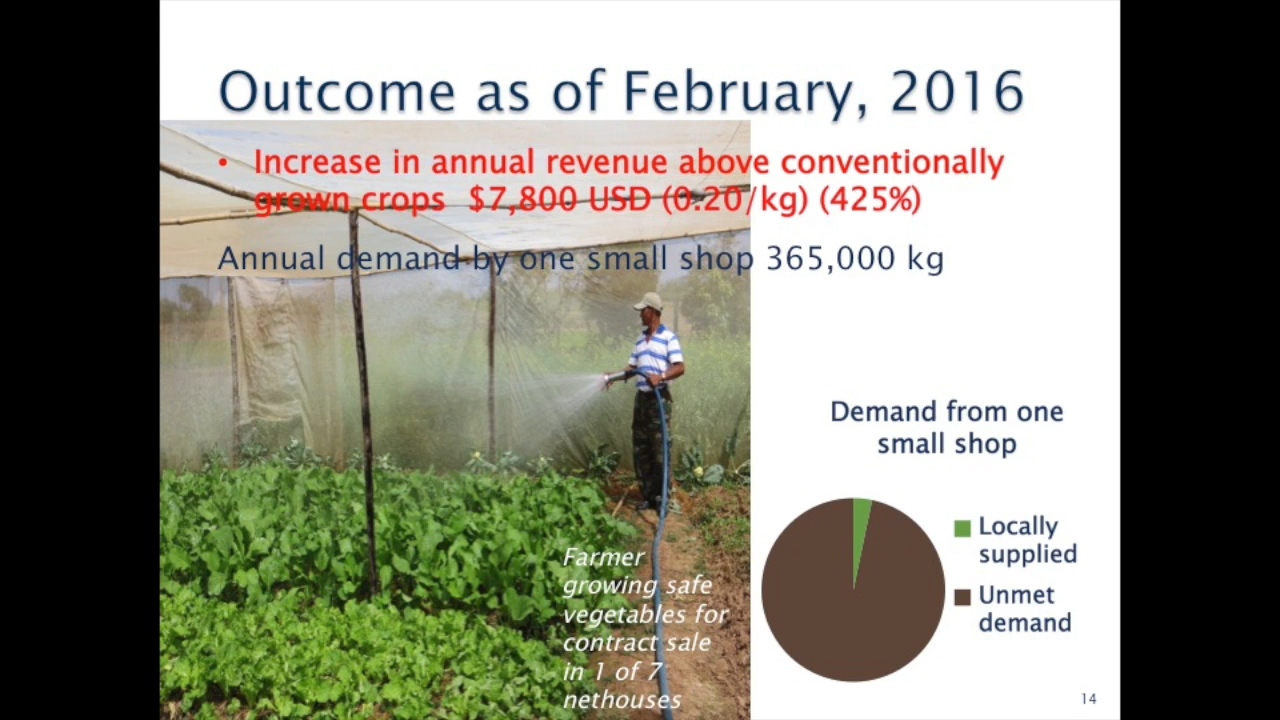 Outcome as of February, 2016
• Increase in annual revenue above conventionally
grown crops $7,800 USD (0.20/kg) (425%)
Annual demand by one small shop 365,000 kg
Demand from one
small shop
Locally
supplied
Unmet
demand
Farmer
growing safe
vegetables for
contract sale
in 1 of 7
nethouses
14